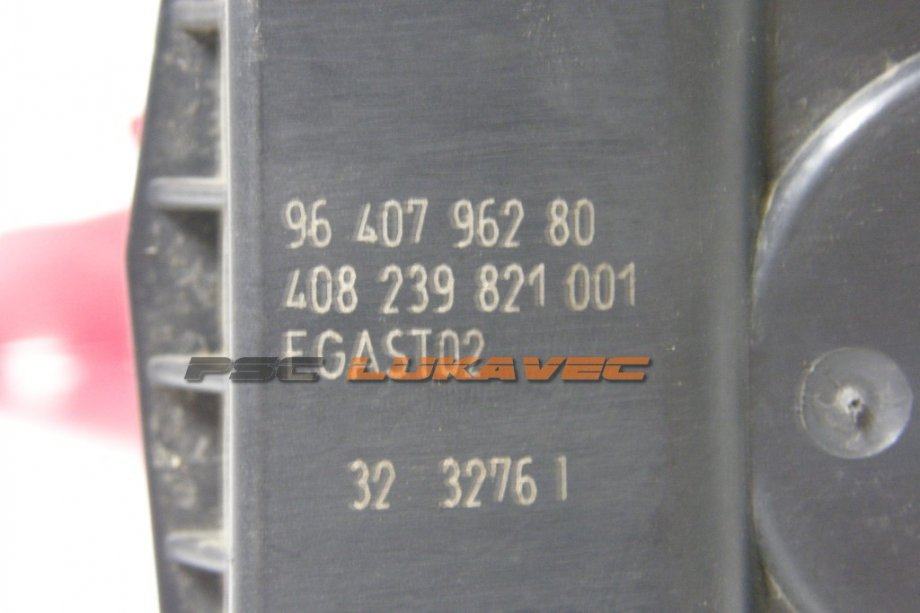 96 407 962 80
408 239 821 001
EGAST02
PSC LUKAVEC
32 3276 1